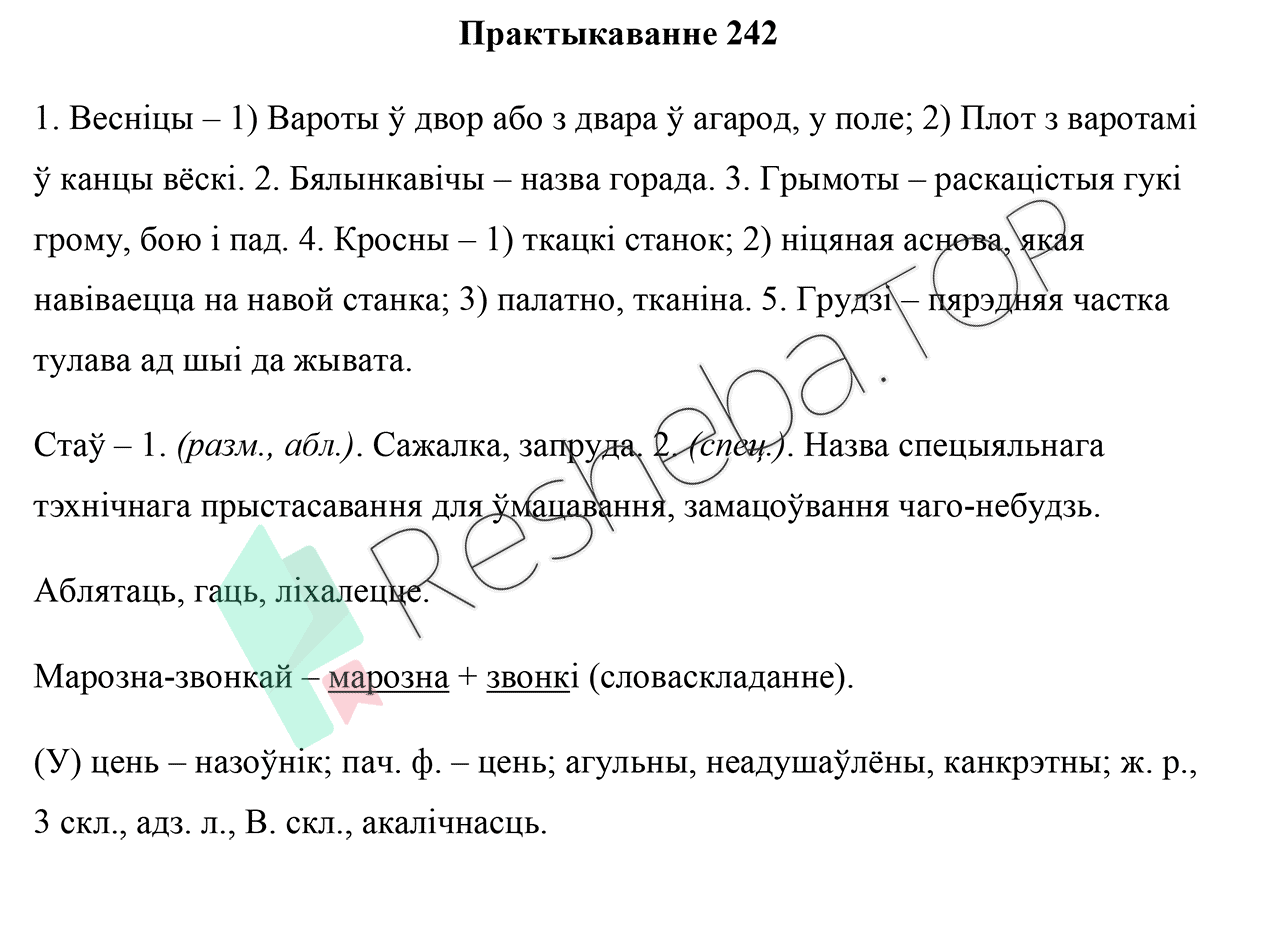 Практыкаванне 242
1. Весніцы – 1) Вароты ў двор або з двара ў агарод, у поле; 2) Плот з варотамі
ў канцы вёскі. 2. Бялынкавічы – назва горада. 3. Грымоты – раскацістыя гукі
грому, бою і пад. 4. Кросны – 1) ткацкі станок; 2) ніцяная аснова, якая
навіваецца на навой станка; 3) палатно, тканіна. 5. Грудзі – пярэдняя частка
тулава ад шыі да жывата.
Стаў – 1. (разм., абл.). Сажалка, запруда. 2. (спец.). Назва спецыяльнага
тэхнічнага прыстасавання для ўмацавання, замацоўвання чаго-небудзь.
Аблятаць, гаць, ліхалецце.
Марозна-звонкай – марозна + звонкі (словаскладанне).
(У) цень – назоўнік; пач. ф. – цень; агульны, неадушаўлёны, канкрэтны; ж. р.,
3 скл., адз. л., В. скл., акалічнасць.
Resheba.TOP